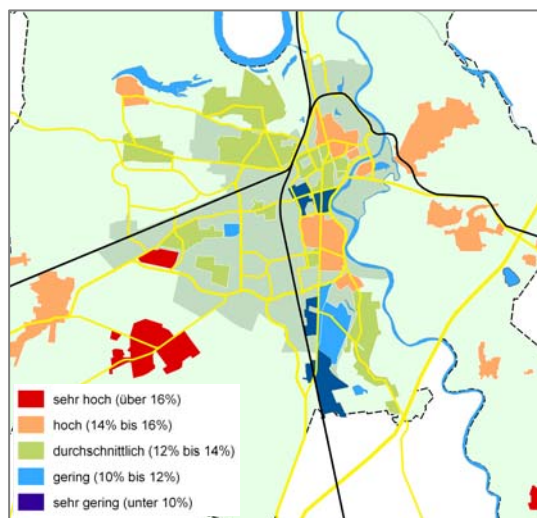 sehr hoch (über 16%)
hoch (14% bis 16%)
durchschnittlich (12% bis 14%)
gering (10% bis 12%)
sehr gering (unter 10%)